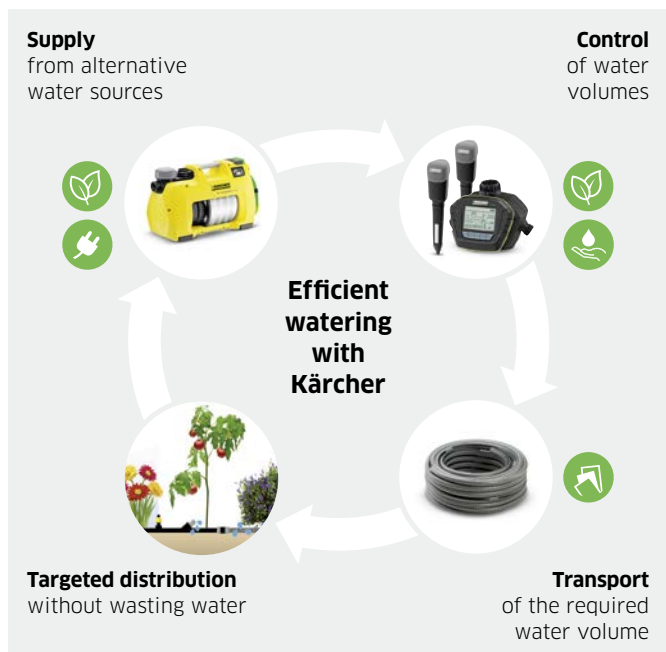 Supply
from alternative
water sources
Control
of water
volumes
Efficient
watering
with
Kärcher
Targeted distribution
without wasting water
Transport
of the required
water volume